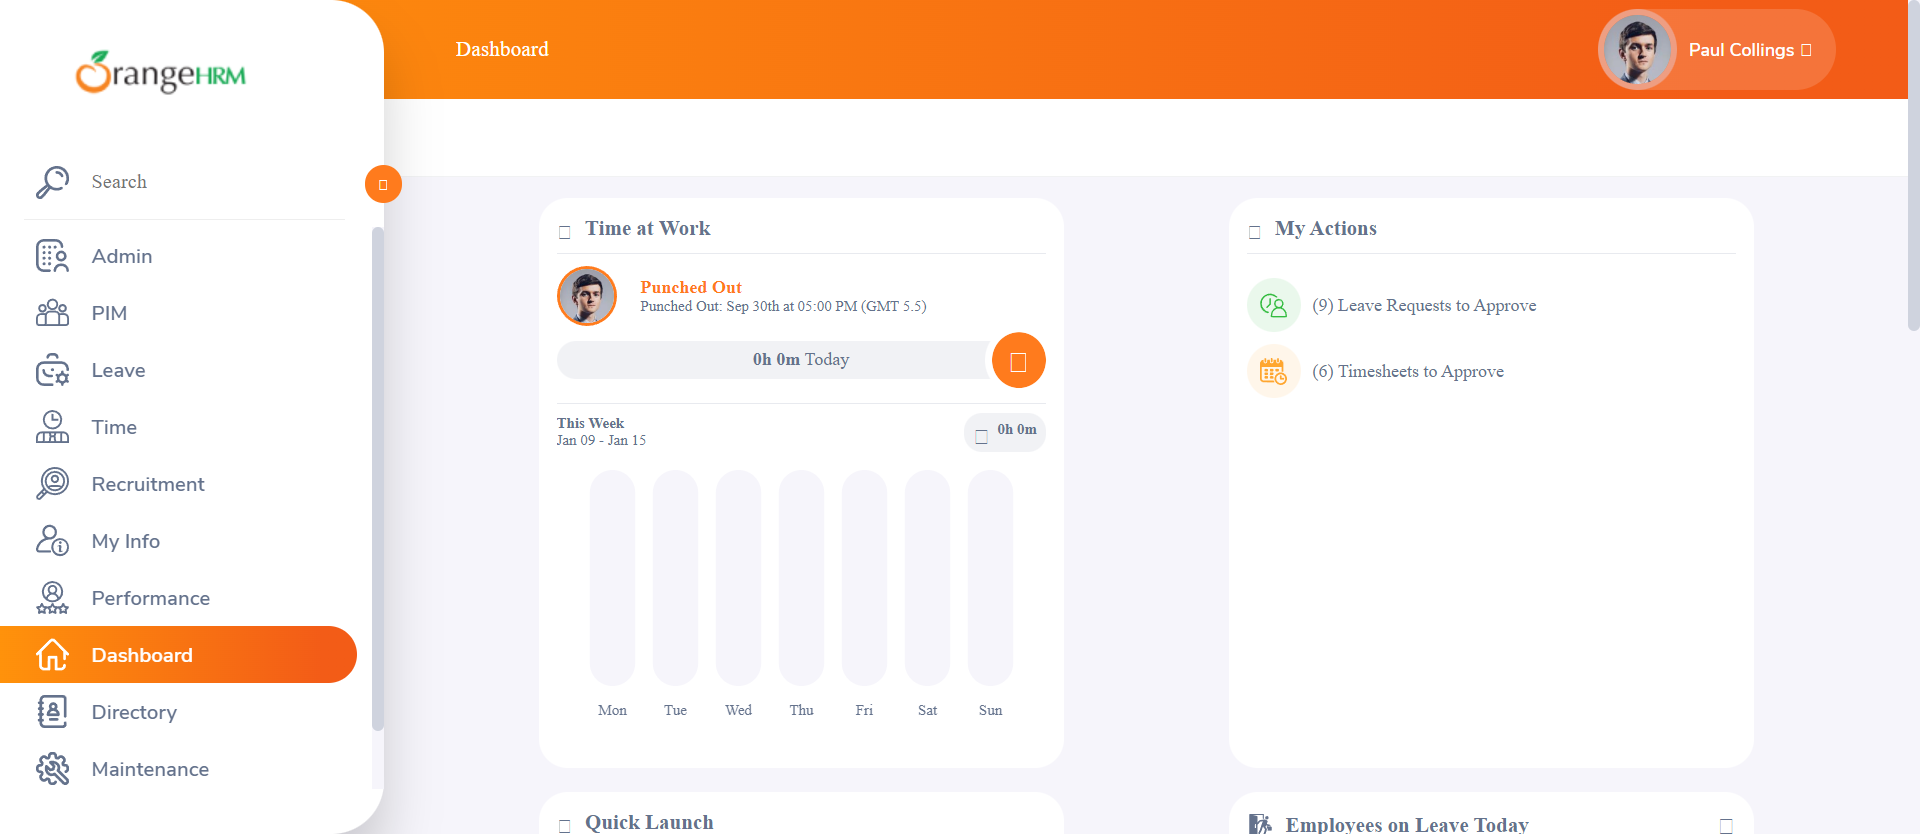 OrangeHRM
Search
Admin
PIM
Leave
Time
Recruitment
My Info
Performance
Dashboard
Directory
Maintenance
Dashboard
Paul Collings
Time at Work
Punched Out
Punched Out: Sep 30th at 05:00 PM (GMT 5.5)
0h 0m Today
This Week
Jan 09 - Jan 15
0h 0m
Mon Tue Wed Thu Fri Sat Sun
My Actions
(9) Leave Requests to Approve
(6) Timesheets to Approve
Quick Launch
Employees on Leave Today